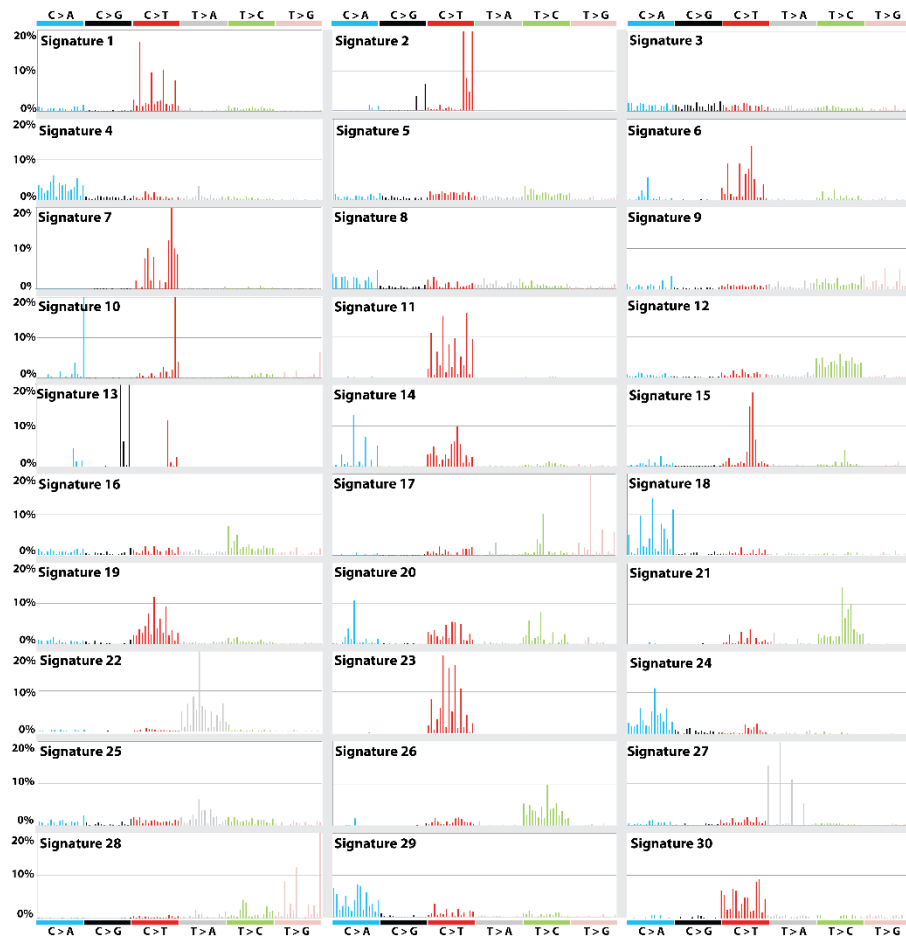 C > A C > G C > T T > A T > C T > G C > A C > G C > T T > A T > C T > G C > A C > G C > T T > A T > C T > G
20% Signature 1 Signature 2 Signature 3
10%
0%
20% Signature 4 Signature 5 Signature 6
10%
0%
20% Signature 7 Signature 8 Signature 9
10%
0%
20% Signature 10 Signature 11 Signature 12
10%
0%
20% Signature 13 Signature 14 Signature 15
10%
0%
20% Signature 16 Signature 17 Signature 18
10%
0%
20% Signature 19 Signature 20 Signature 21
10%
0%
20% Signature 22 Signature 23 Signature 24
10%
0%
20% Signature 25 Signature 26 Signature 27
10%
0%
20% Signature 28 Signature 29 Signature 30
10%
0%
C > A C > G C > T T > A T > C T > G C > A C > G C > T T > A T > C T > G C > A C > G C > T T > A T > C T > G